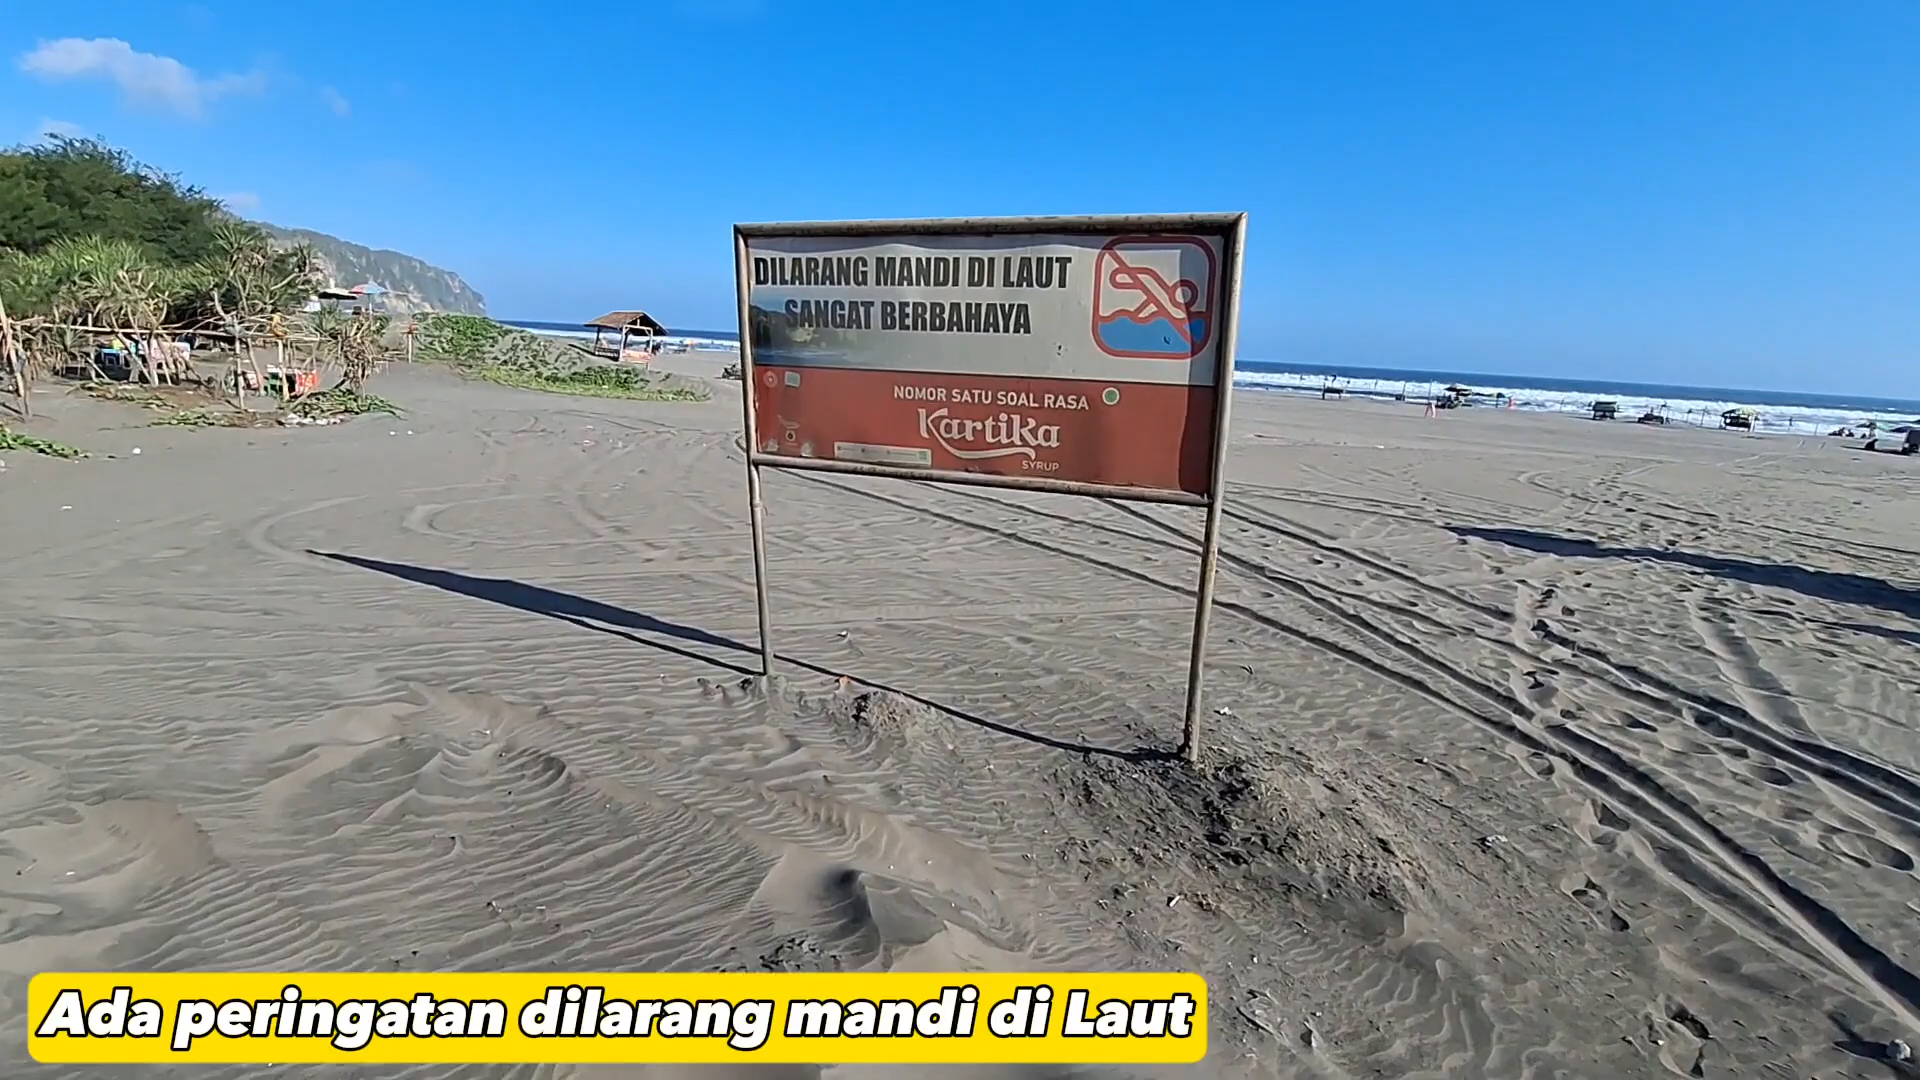 DILARANG MANDI DI LAUT
SANGAT BERBAHAYA
NOMOR SATU SOAL RASA
Kartika
SYRUP
Ada peringatan dilarang mandi di Laut